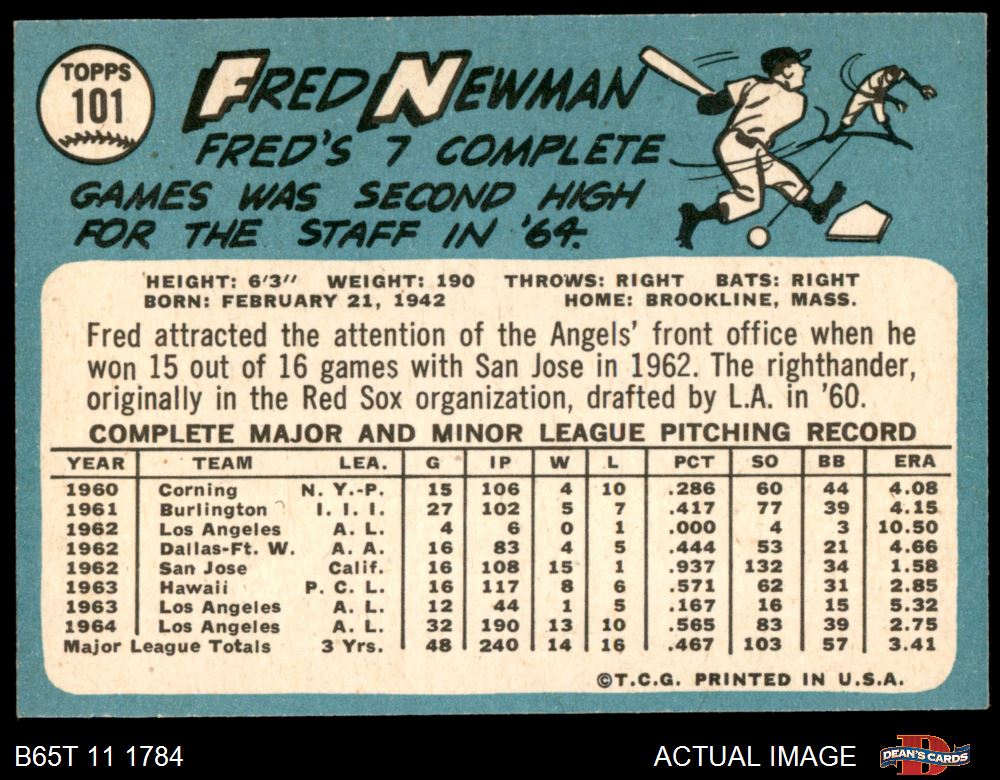 TOPPS
101
FRED NEWMAN
FRED'S 7 COMPLETE
GAMES WAS SECOND HIGH
FOR THE STAFF IN '64.
HEIGHT: 6'3" WEIGHT: 190 THROWS: RIGHT BATS: RIGHT
BORN: FEBRUARY 21, 1942 HOME: BROOKLINE, MASS.
Fred attracted the attention of the Angels' front office when he
won 15 out of 16 games with San Jose in 1962. The righthander,
originally in the Red Sox organization, drafted by L.A. in '60.
COMPLETE MAJOR AND MINOR LEAGUE PITCHING RECORD
YEAR TEAM LEA. G IP W L PCT SO BB ERA
1960 Corning N. Y.-P. 15 106 4 10 .286 60 44 4.08
1961 Burlington I. I. I. 27 102 5 7 .417 77 39 4.15
1962 Los Angeles A. L. 4 6 0 1 .000 4 3 10.50
1962 Dallas-Ft. W. A. A. 16 83 4 5 .444 53 21 4.66
1962 San Jose Calif. 16 108 15 1 .937 132 34 1.58
1963 Hawaii P. C. L. 16 117 8 6 .571 62 31 2.85
1963 Los Angeles A. L. 12 44 1 5 .167 16 15 5.32
1964 Los Angeles A. L. 32 190 13 10 .565 83 39 2.75
Major League Totals 3 Yrs. 48 240 14 16 .467 103 57 3.41
©T.C.G. PRINTED IN U.S.A.
B65T 11 1784 ACTUAL IMAGE DEAN'S CARDS